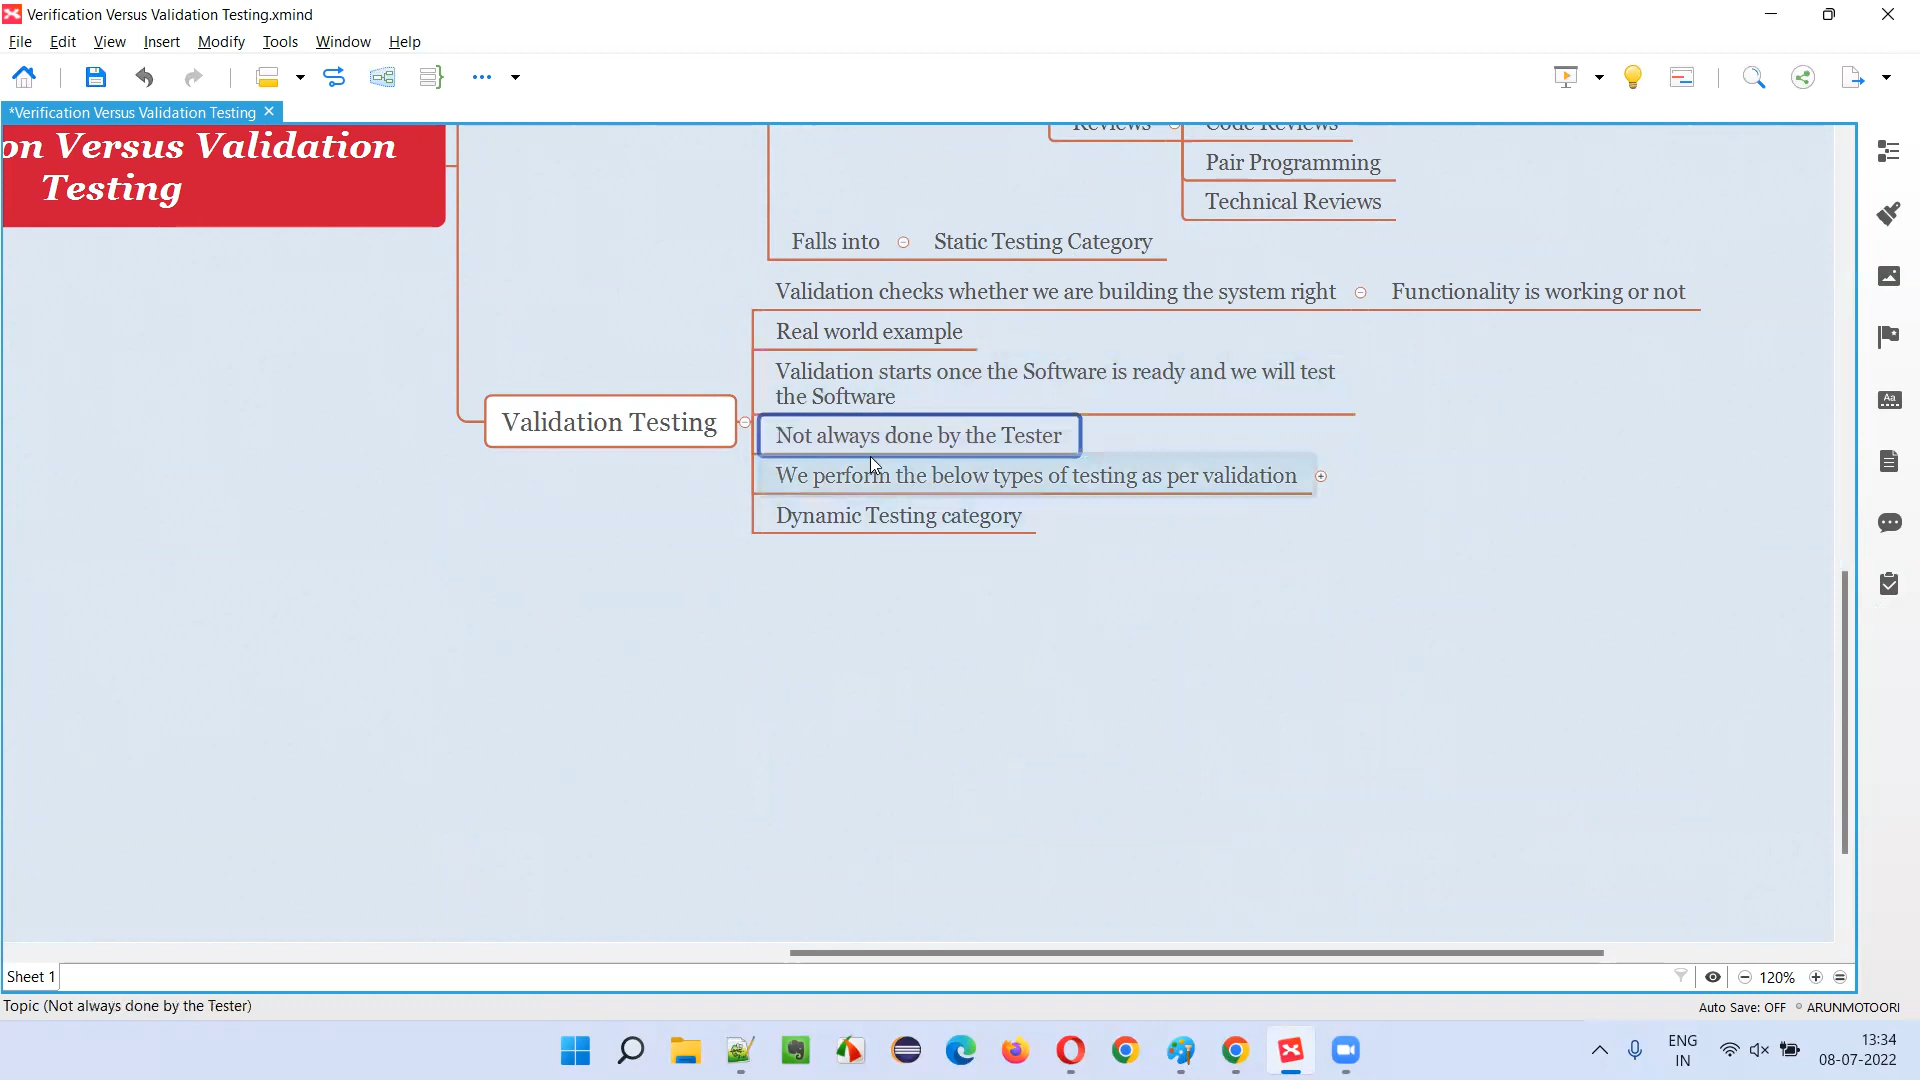 Verification Versus Validation Testing.xmind
File Edit View Insert Modify Tools Window Help
*Verification Versus Validation Testing
on Versus Validation
Testing
Reviews
Code Reviews
Pair Programming
Technical Reviews
Falls into
Static Testing Category
Validation checks whether we are building the system right
Functionality is working or not
Real world example
Validation starts once the Software is ready and we will test
the Software
Validation Testing
Not always done by the Tester
We perform the below types of testing as per validation
Dynamic Testing category
Sheet 1
120%
Topic (Not always done by the Tester)
Auto Save: OFF
ARUNMOTOORI
ENG
IN
13:34
08-07-2022
Aa